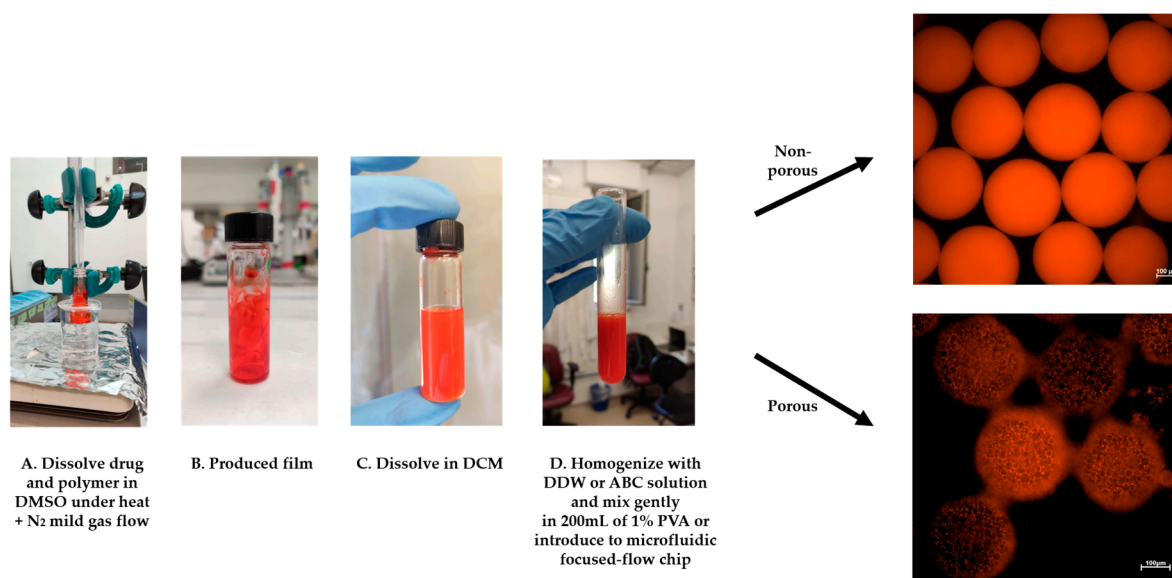 Non-
porous
100 µ
A. Dissolve drug
and polymer in
DMSO under heat
+ N₂ mild gas flow
B. Produced film
C. Dissolve in DCM
D. Homogenize with
DDW or ABC solution
and mix gently
in 200mL of 1% PVA or
introduce to microfluidic
focused-flow chip
Porous
100µm